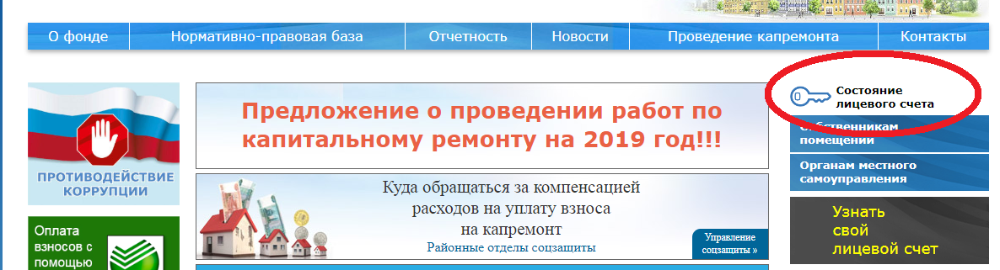 О фонде
Нормативно-правовая база
Отчетность
Новости
Проведение капремонта
Контакты
ПРОТИВОДЕЙСТВИЕ
КОРРУПЦИИ
Оплата
взносов с
помощью
Предложение о проведении работ по
капитальному ремонту на 2019 год!!!
Куда обращаться за компенсацией
расходов на уплату взноса
на капремонт
Районные отделы соцзащиты
Управление
соцзащиты »
Состояние
лицевого счета
Собственникам
помещений
Органам местного
самоуправления
Узнать
свой
лицевой счет